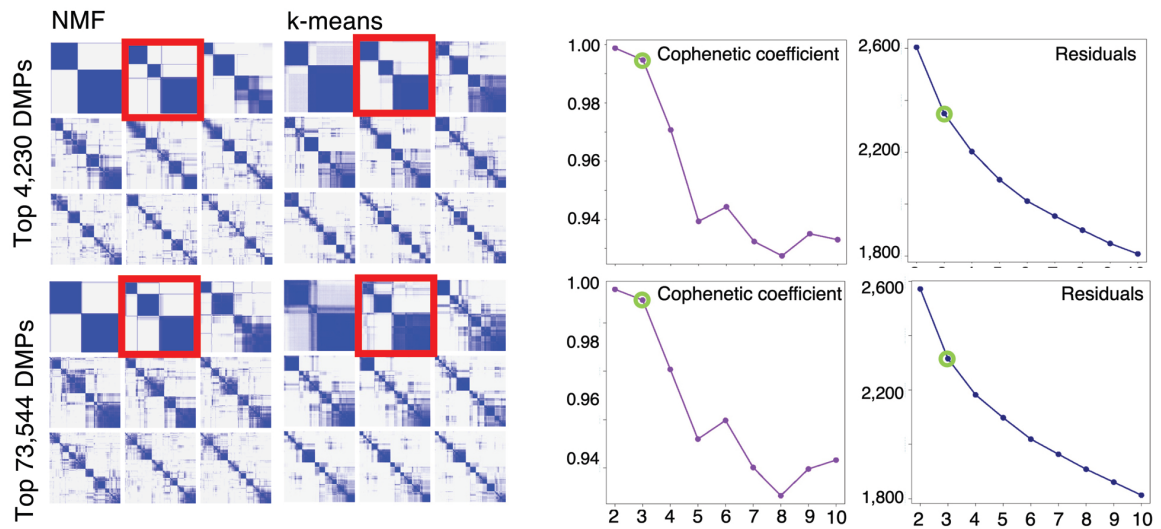 NMF
k-means
Top 4,230 DMPs
Top 73,544 DMPs
1.00
0.98
0.96
0.94
Cophenetic coefficient
2,600
2,200
1,800
Residuals
1.00
0.98
0.96
0.94
Cophenetic coefficient
2 3 4 5 6 7 8 9 10
2,600
2,200
1,800
Residuals
2 3 4 5 6 7 8 9 10